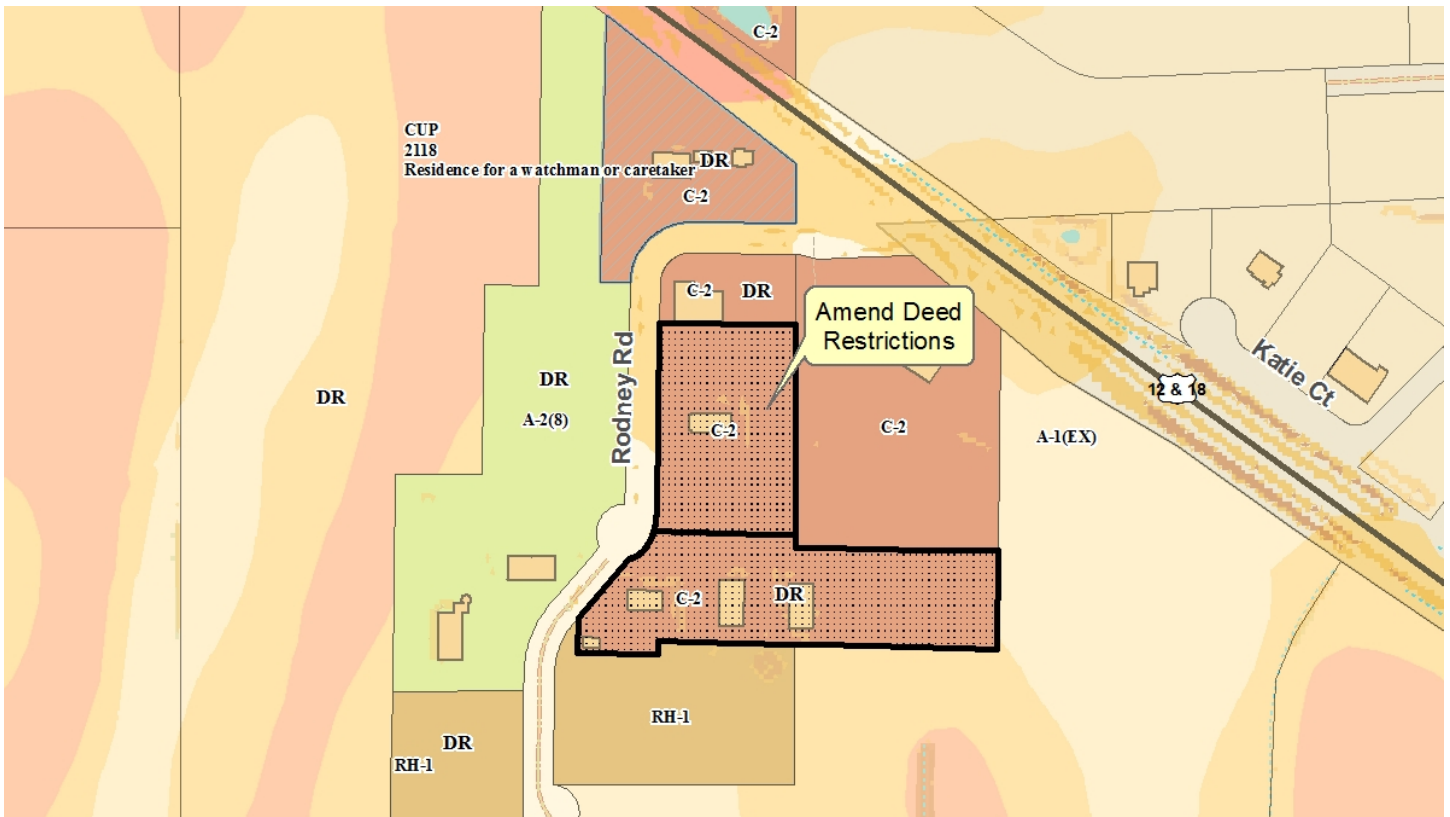 C-2
CUP
2118
Residence for a watchman or caretaker
DR
C-2
C-2
DR
Amend Deed
Restrictions
Rodney Rd
Katie Ct
12 & 18
DR
DR
A-2(8)
C-2
C-2
A-1(EX)
C-2
DR
RH-1
DR
RH-1